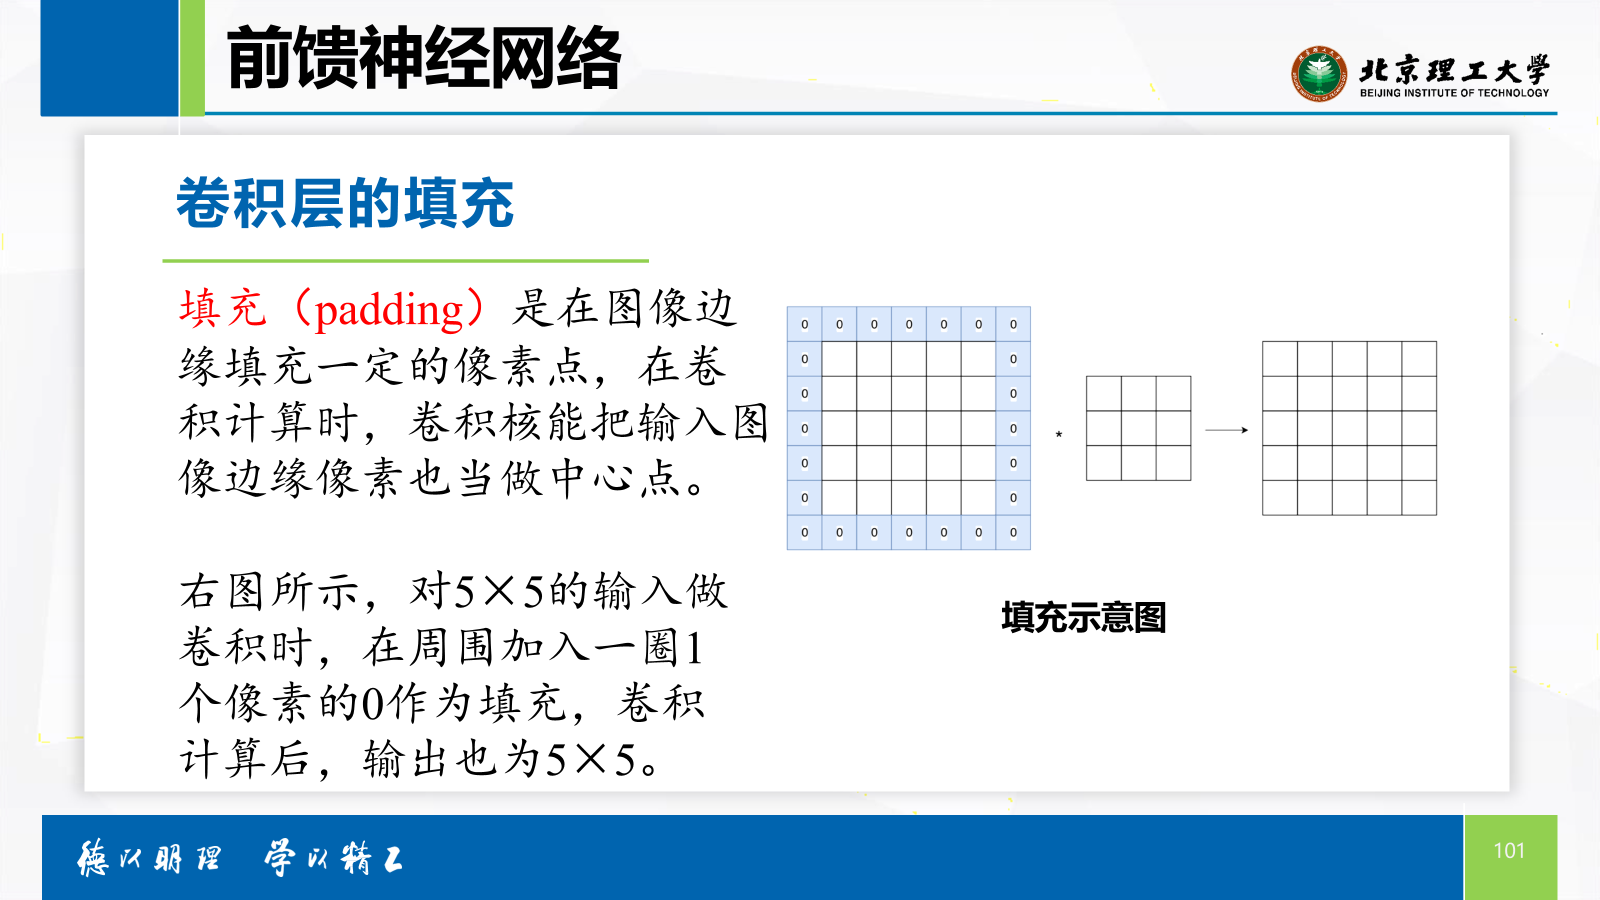 前馈神经网络
北京理工大学
BEIJING INSTITUTE OF TECHNOLOGY
卷积层的填充
填充（padding）是在图像边
缘填充一定的像素点，在卷
积计算时，卷积核能把输入图
像边缘像素也当做中心点。
右图所示，对5×5的输入做
卷积时，在周围加入一圈1
个像素的0作为填充，卷积
计算后，输出也为5×5。
0 0 0 0 0 0 0
0 0
0 0
0 0
0 0
0 0
0 0 0 0 0 0 0
*
填充示意图
德以明理 学以精工
101